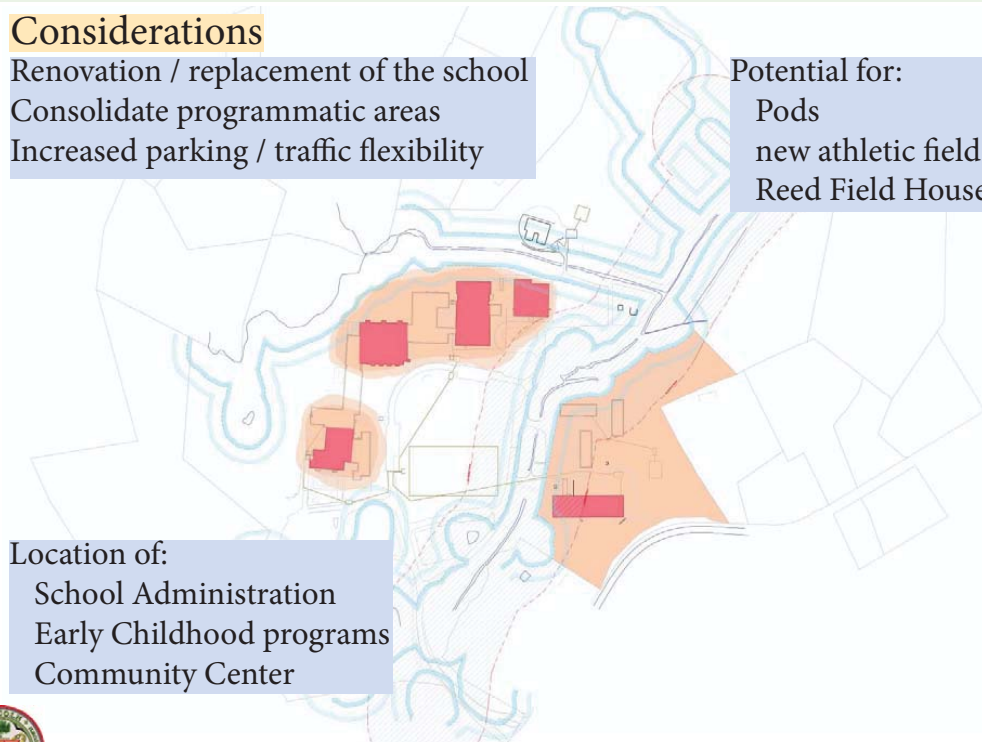 Considerations
Renovation / replacement of the school
Consolidate programmatic areas
Increased parking / traffic flexibility
Potential for:
Pods
new athletic field
Reed Field House
Location of:
School Administration
Early Childhood programs
Community Center